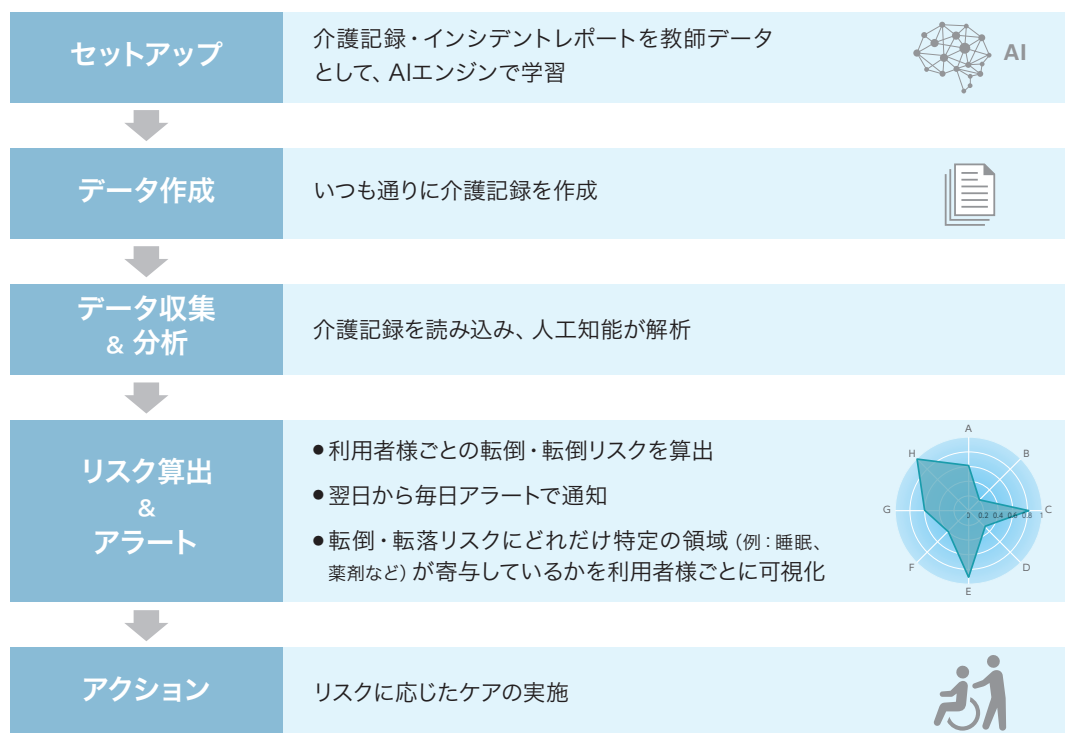 セットアップ
介護記録・インシデントレポートを教師データ
として、AIエンジンで学習
AI
データ作成
いつも通りに介護記録を作成
データ収集
& 分析
介護記録を読み込み、人工知能が解析
リスク算出
&
アラート
●利用者様ごとの転倒・転倒リスクを算出
●翌日から毎日アラートで通知
●転倒・転落リスクにどれだけ特定の領域（例：睡眠、
薬剤など）が寄与しているかを利用者様ごとに可視化
A
B
C
D
E
F
G
H
0 0.2 0.4 0.6 0.8 1
アクション
リスクに応じたケアの実施